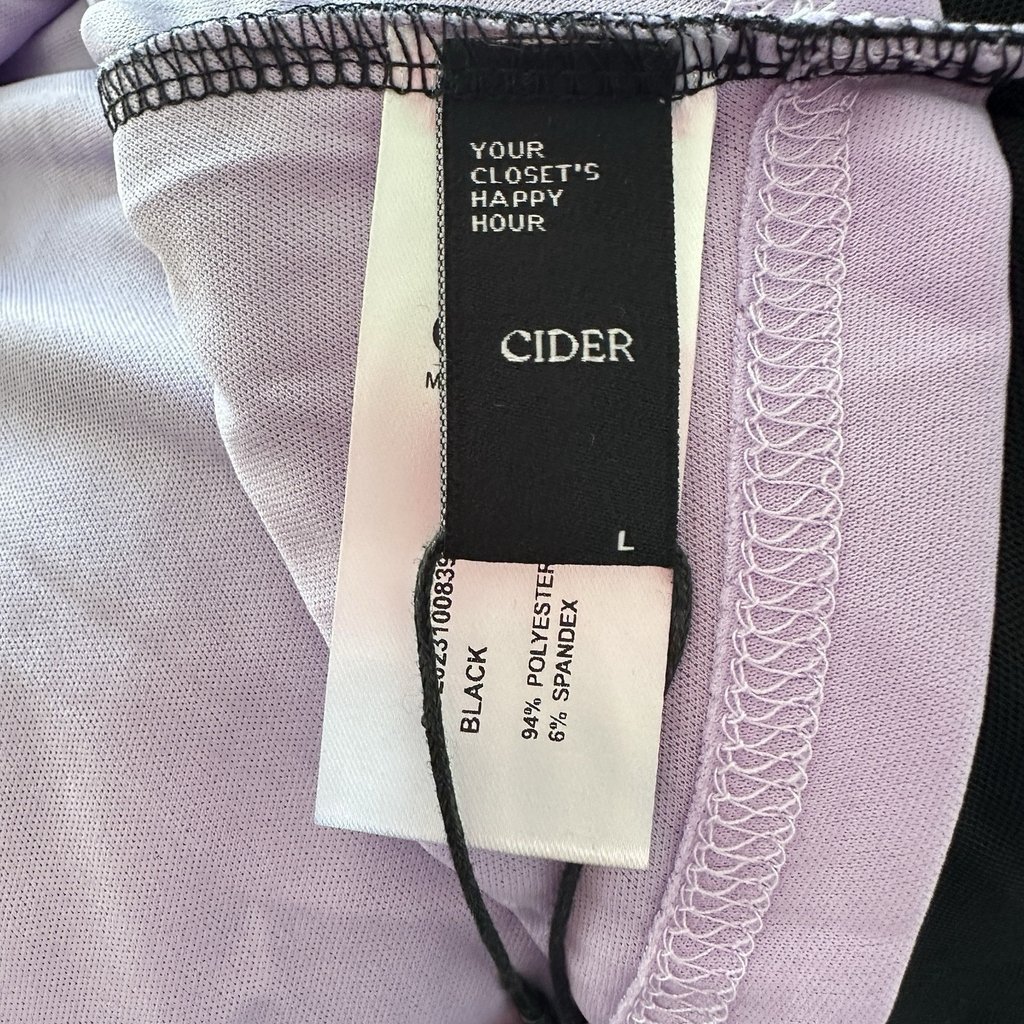 YOUR
CLOSET'S
HAPPY
HOUR
CIDER
L
M
BLACK
94% POLYESTER
6% SPANDEX